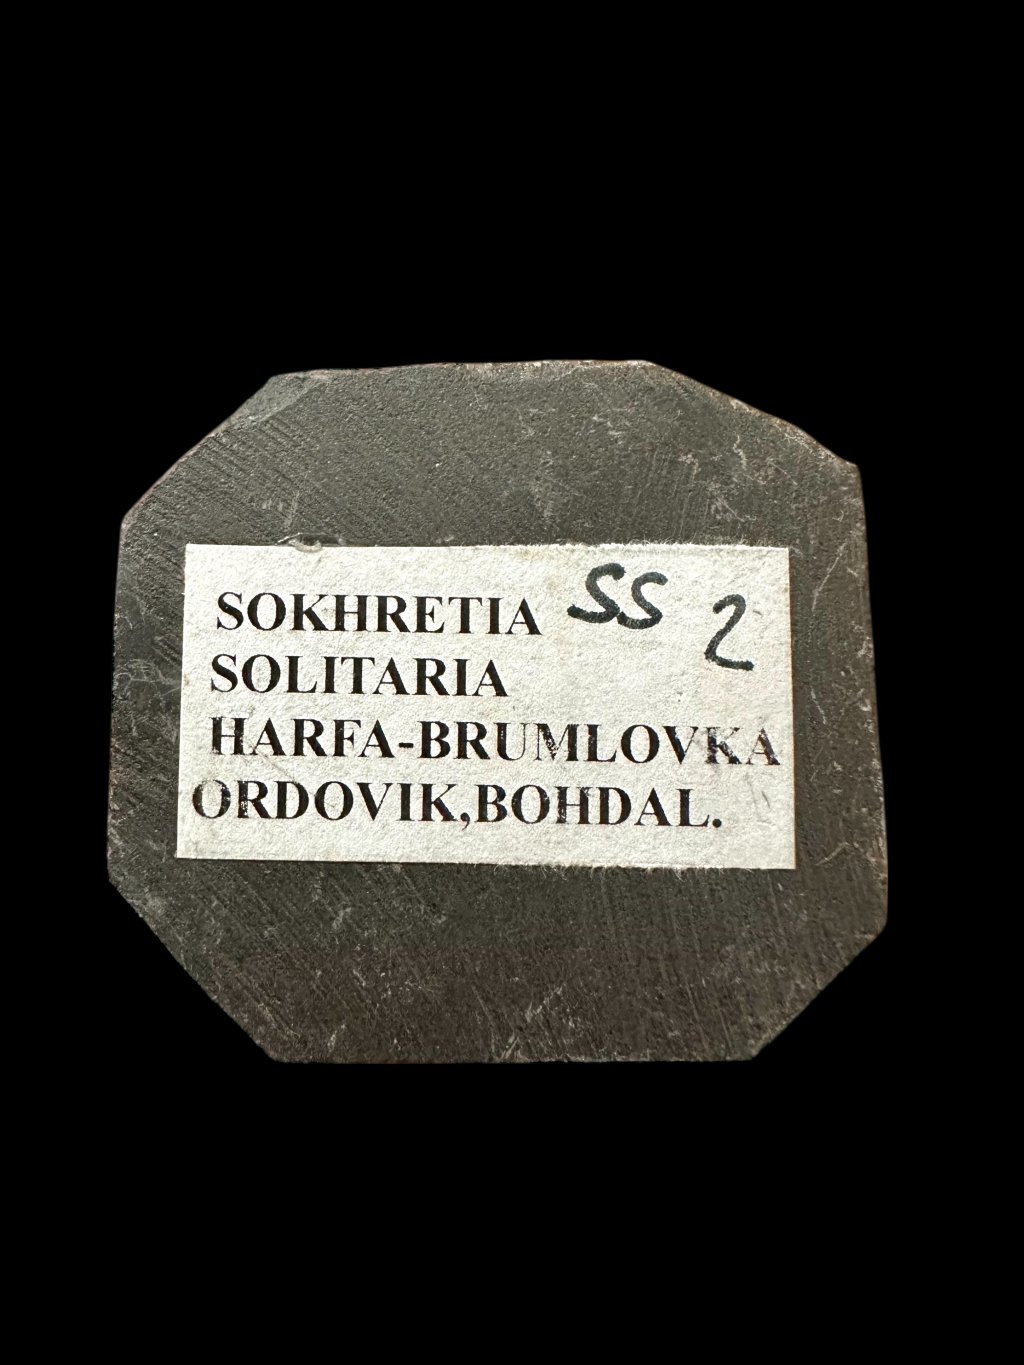 SOKHRETIA SS 2
SOLITARIA
HARFA-BRUMLOVKA
ORDOVIK,BOHDAL.